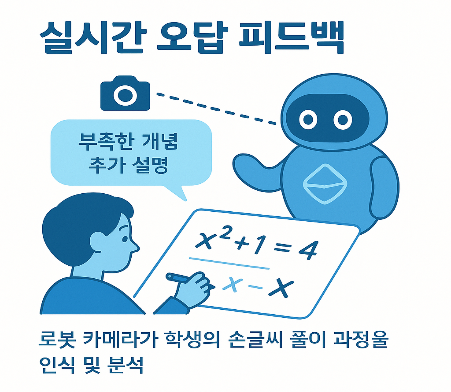 실시간 오답 피드백
부족한 개념
추가 설명
x²+1=4
x-x
로봇 카메라가 학생의 손글씨 풀이 과정울
인식 및 분석